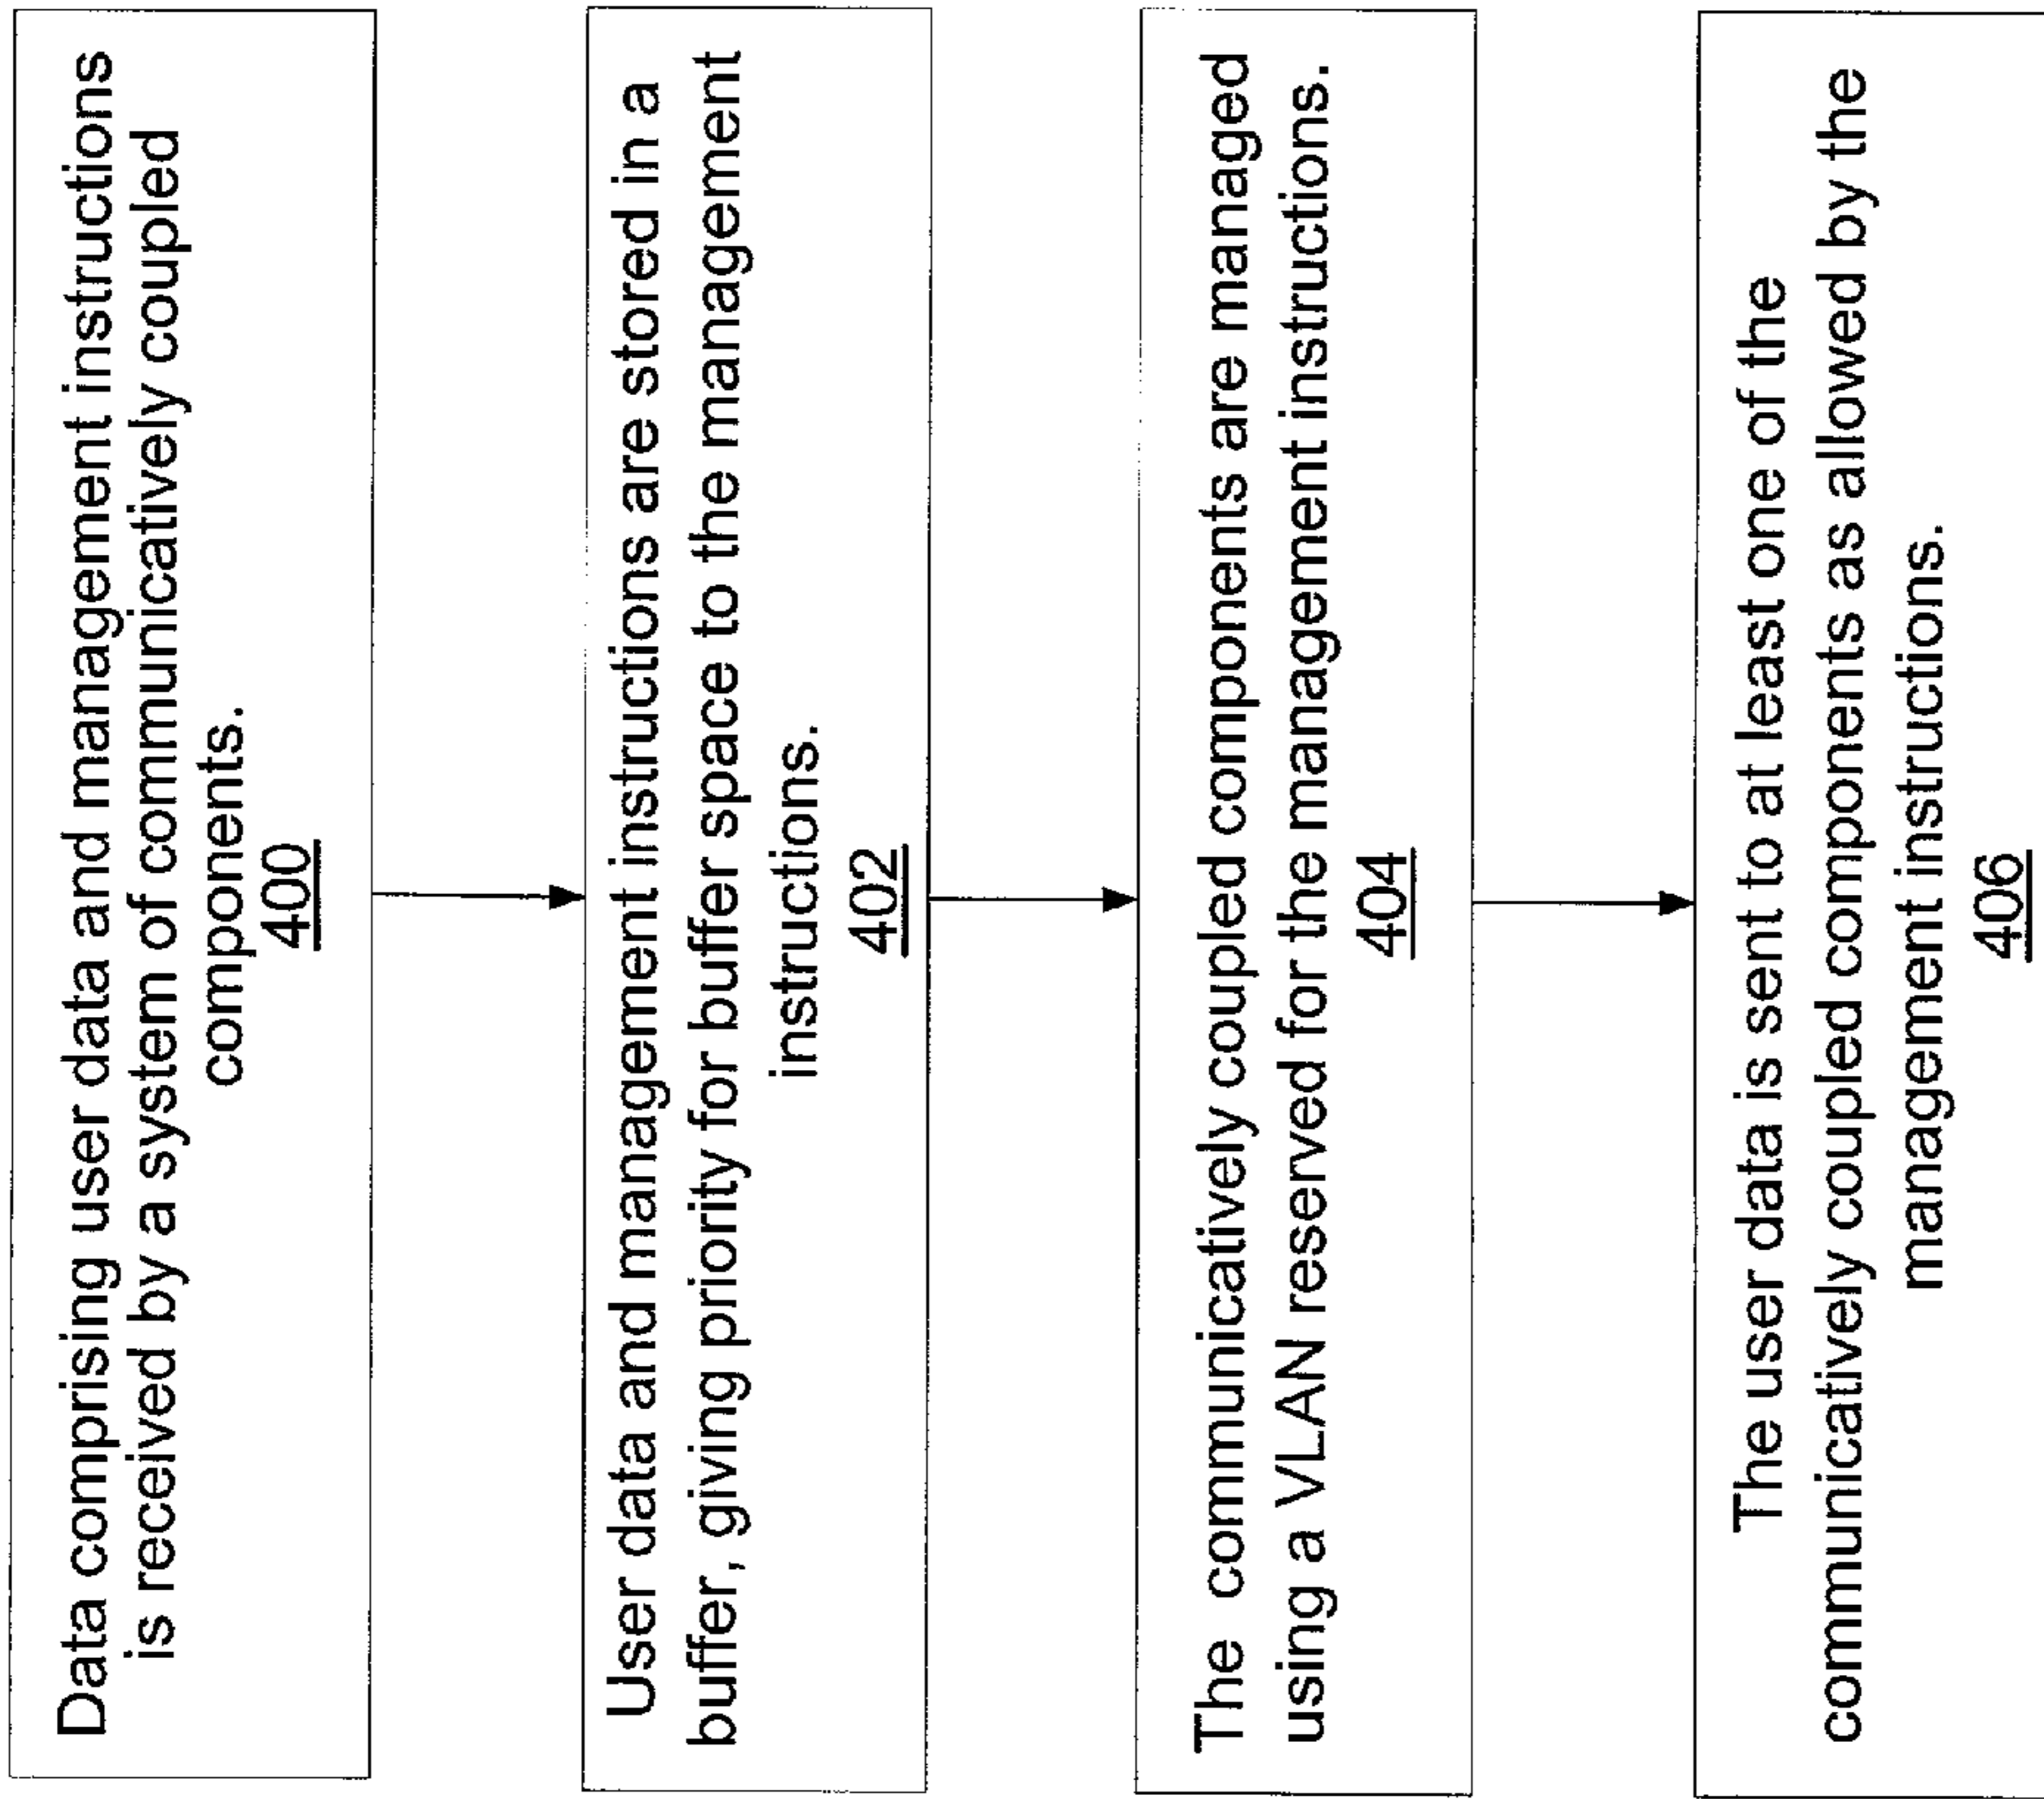 Data comprising user data and management instructions
is received by a system of communicatively coupled
components.
400
User data and management instructions are stored in a
buffer, giving priority for buffer space to the management
instructions.
402
The communicatively coupled components are managed
using a VLAN reserved for the management instructions.
404
The user data is sent to at least one of the
communicatively coupled components as allowed by the
management instructions.
406